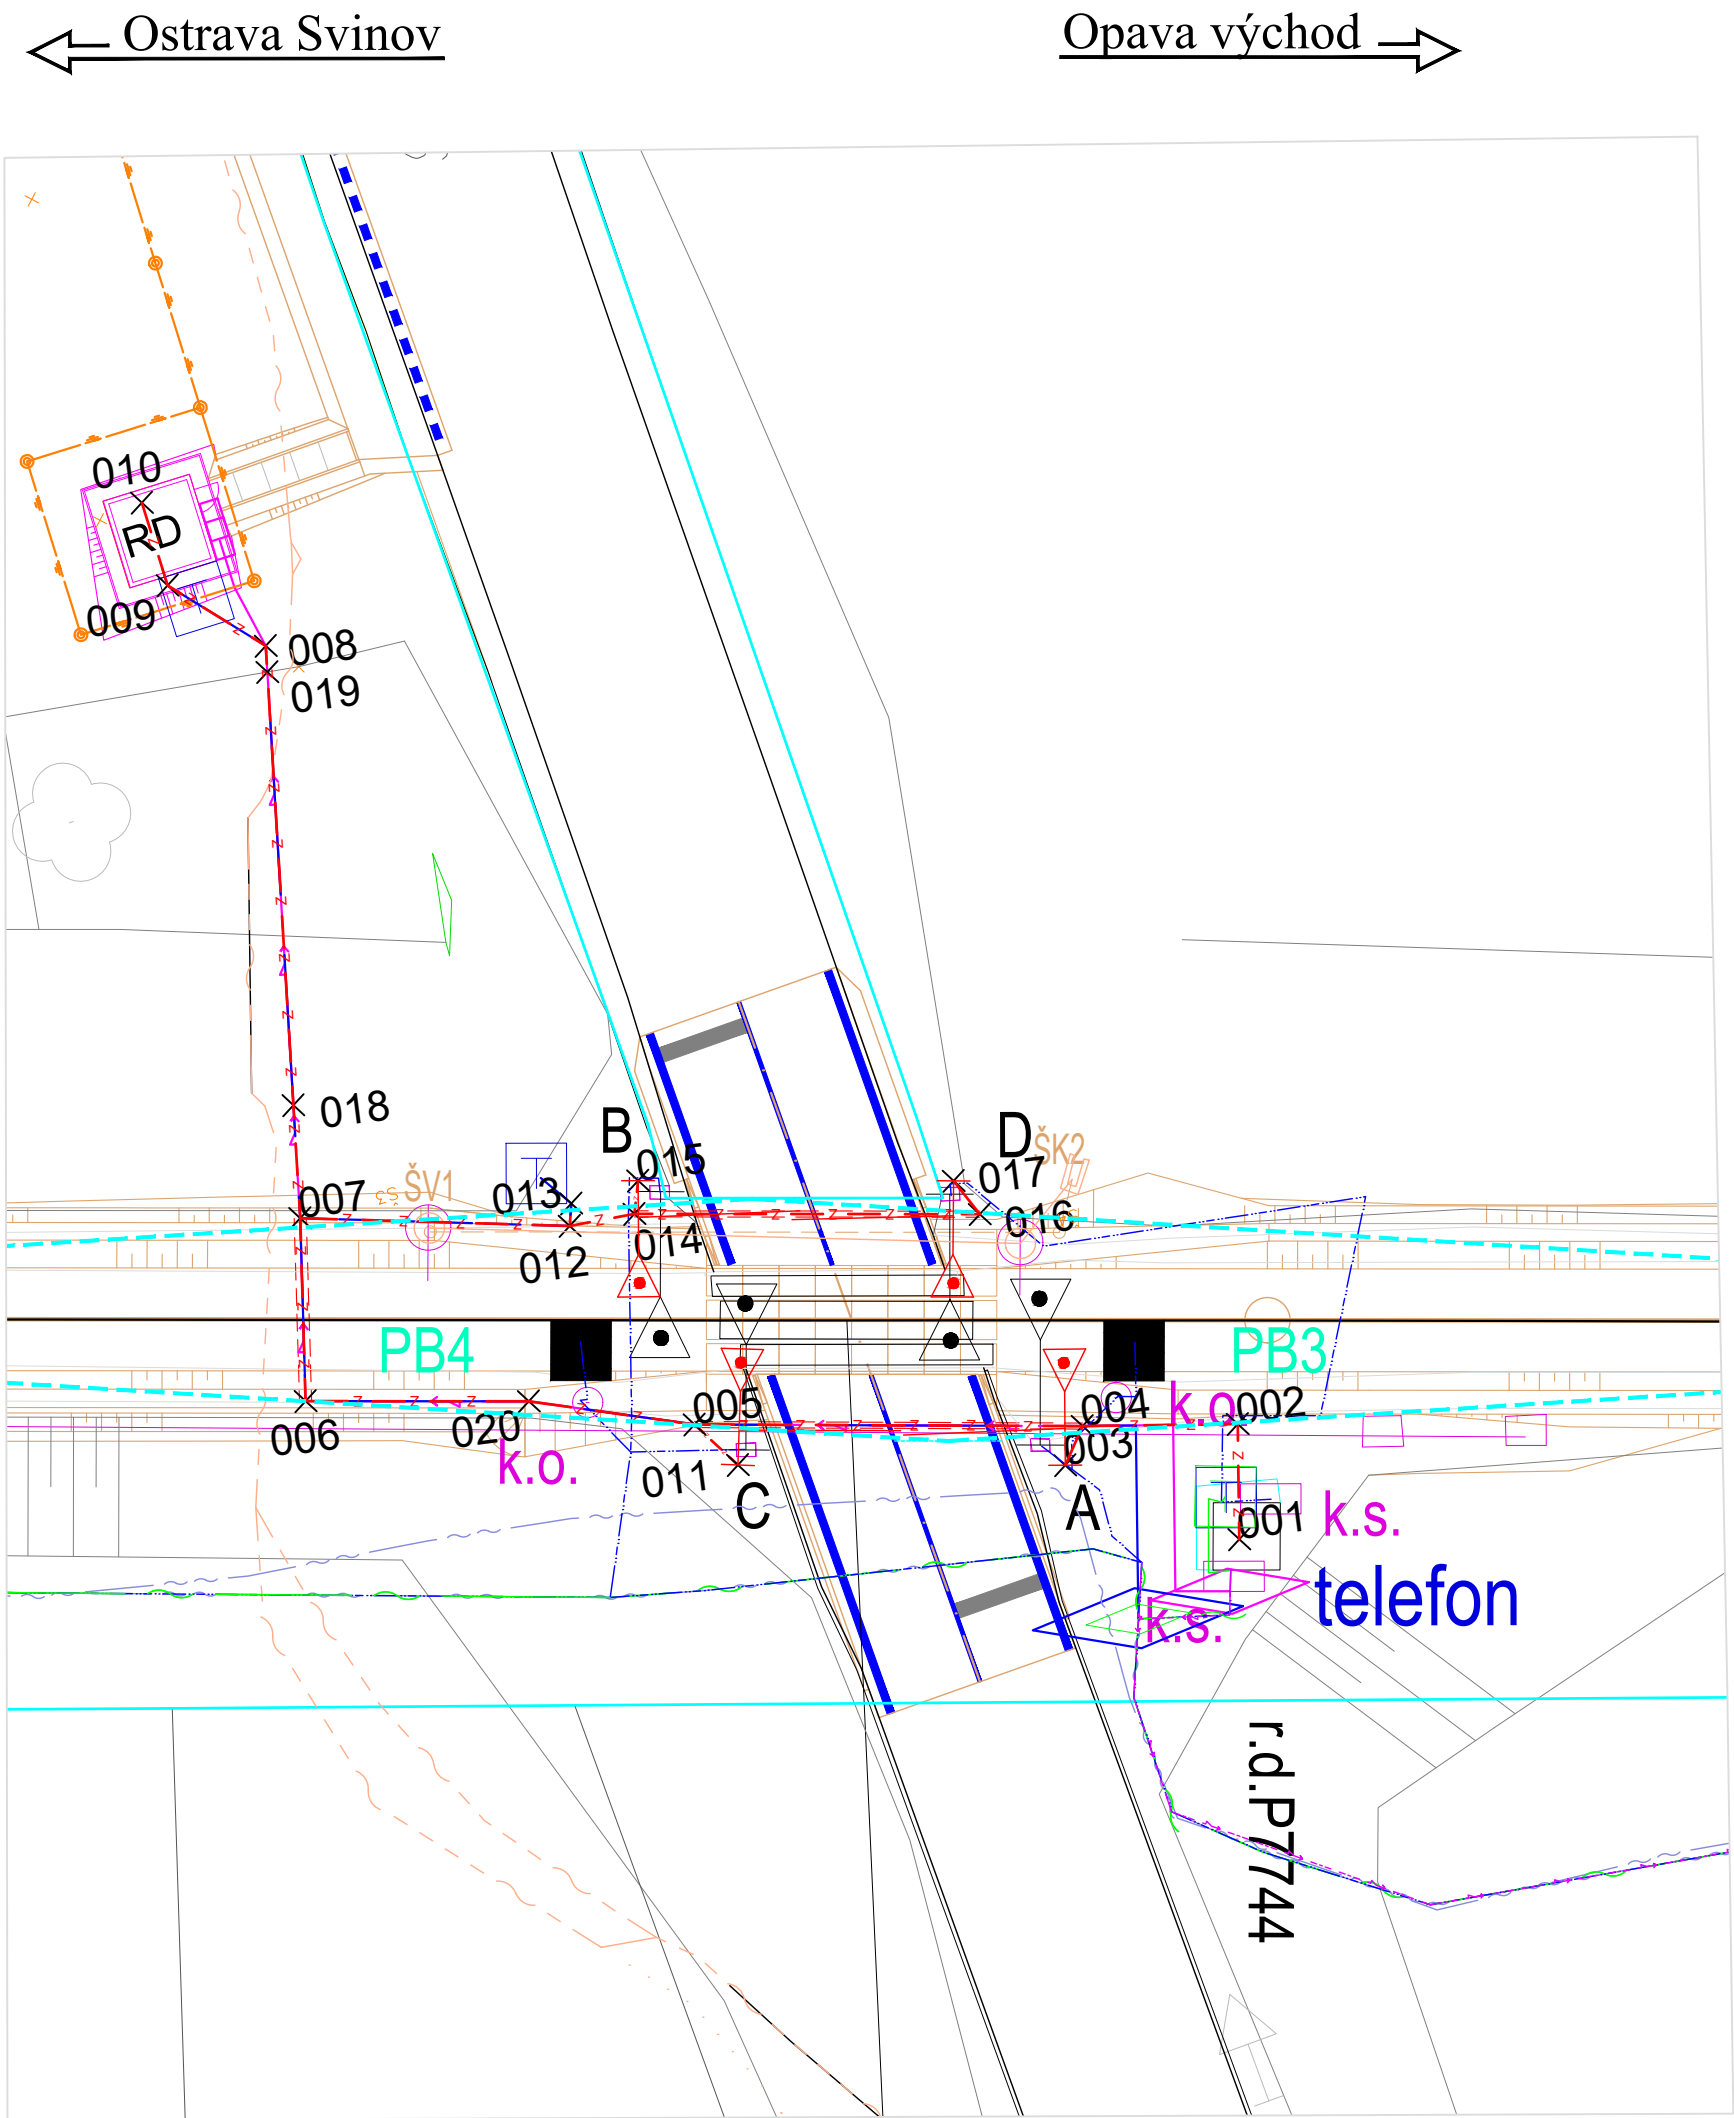 Ostrava Svinov
Opava východ
010
RD
009
008
019
018
B
D
ŠK2
015
017
ŠV1
007
013
016
014
012
PB4
PB3
005
004
k.o.
002
006
020
003
k.o.
011
C
A
001
k.s.
telefon
k.s.
r.d.P7744